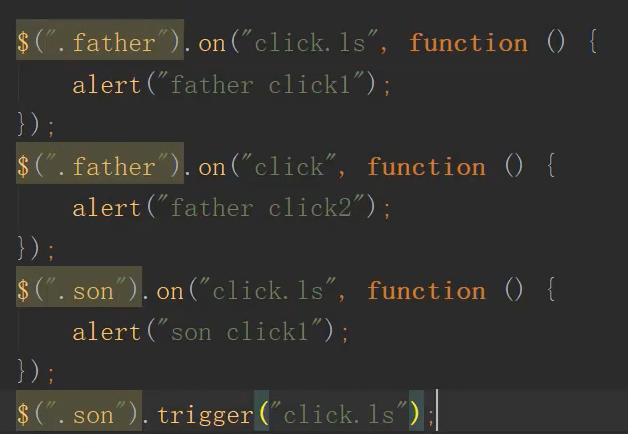 $(".father").on("click.ls", function () {
    alert("father click1");
});
$(".father").on("click", function () {
    alert("father click2");
});
$(".son").on("click.ls", function () {
    alert("son click1");
});
$(".son").trigger("click.ls");